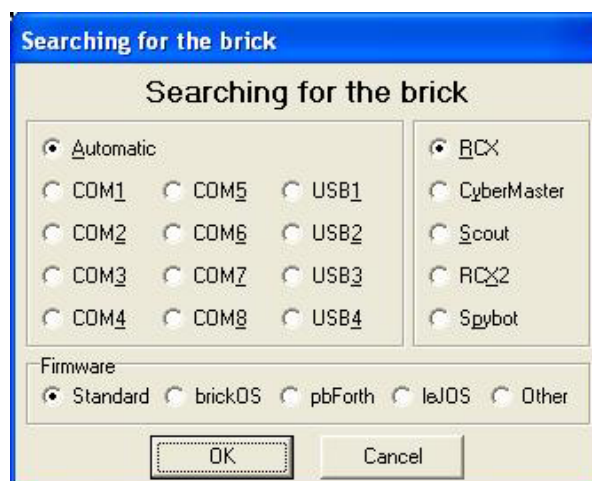 Searching for the brick
Searching for the brick
Automatic
COM1 COM5 USB1
COM2 COM6 USB2
COM3 COM7 USB3
COM4 COM8 USB4
RCX
CyberMaster
Scout
RCX2
Spybot
Firmware
Standard brickOS pbForth leJOS Other
OK Cancel